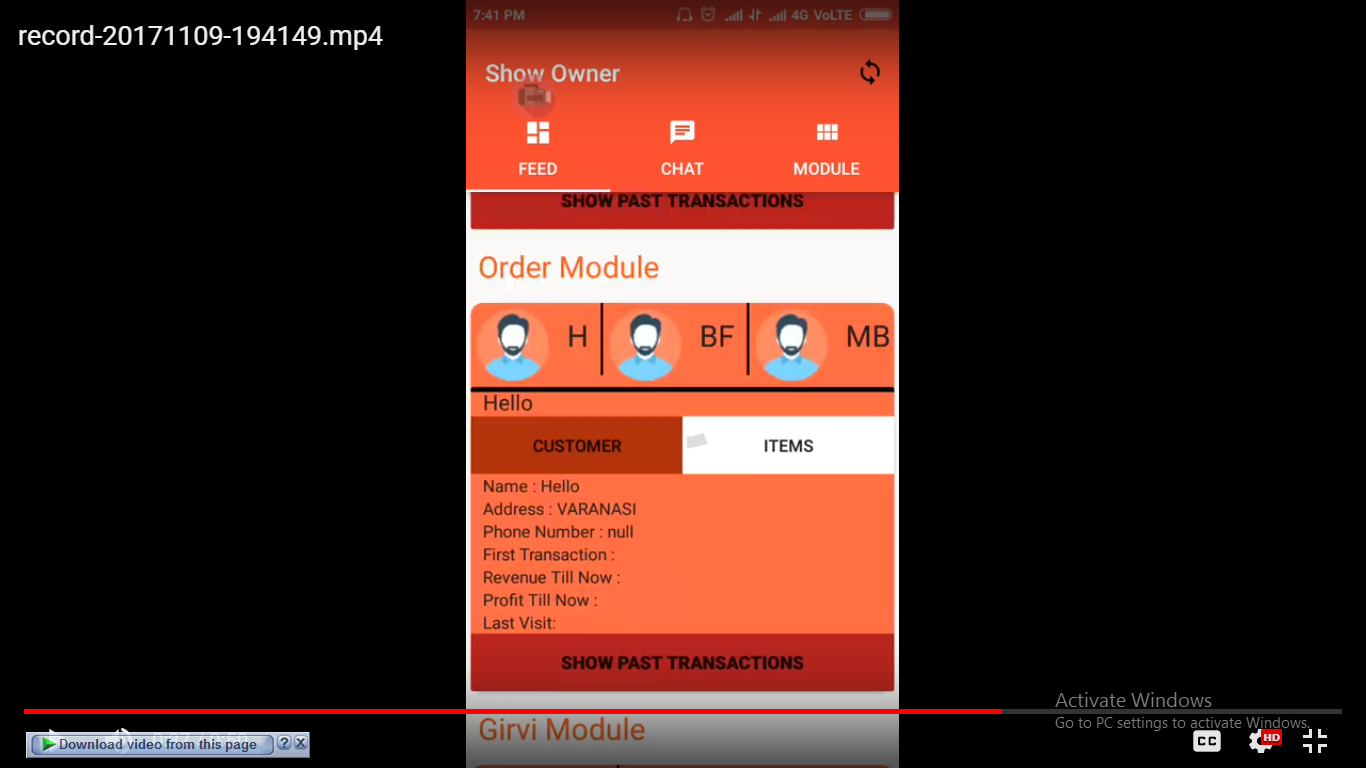 record-20171109-194149.mp4
7:41 PM
4G VoLTE
Show Owner
FEED
CHAT
MODULE
SHOW PAST TRANSACTIONS
Order Module
H
BF
MB
Hello
CUSTOMER
ITEMS
Name : Hello
Address : VARANASI
Phone Number : null
First Transaction :
Revenue Till Now :
Profit Till Now :
Last Visit:
SHOW PAST TRANSACTIONS
Girvi Module
Activate Windows
Go to PC settings to activate Windows.
Download video from this page
?
X
CC
HD